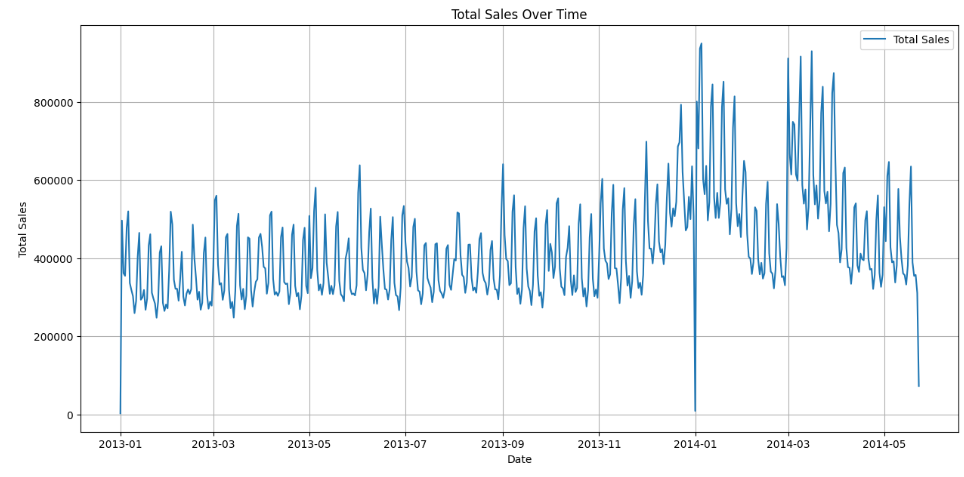 Total Sales Over Time
Total Sales
800000
600000
400000
200000
0
Total Sales
2013-01 2013-03 2013-05 2013-07 2013-09 2013-11 2014-01 2014-03 2014-05
Date